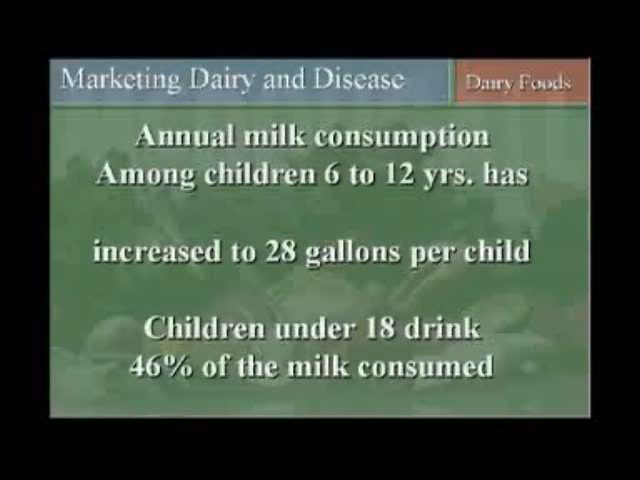 Marketing Dairy and Disease
Dairy Foods
Annual milk consumption
Among children 6 to 12 yrs. has
increased to 28 gallons per child
Children under 18 drink
46% of the milk consumed